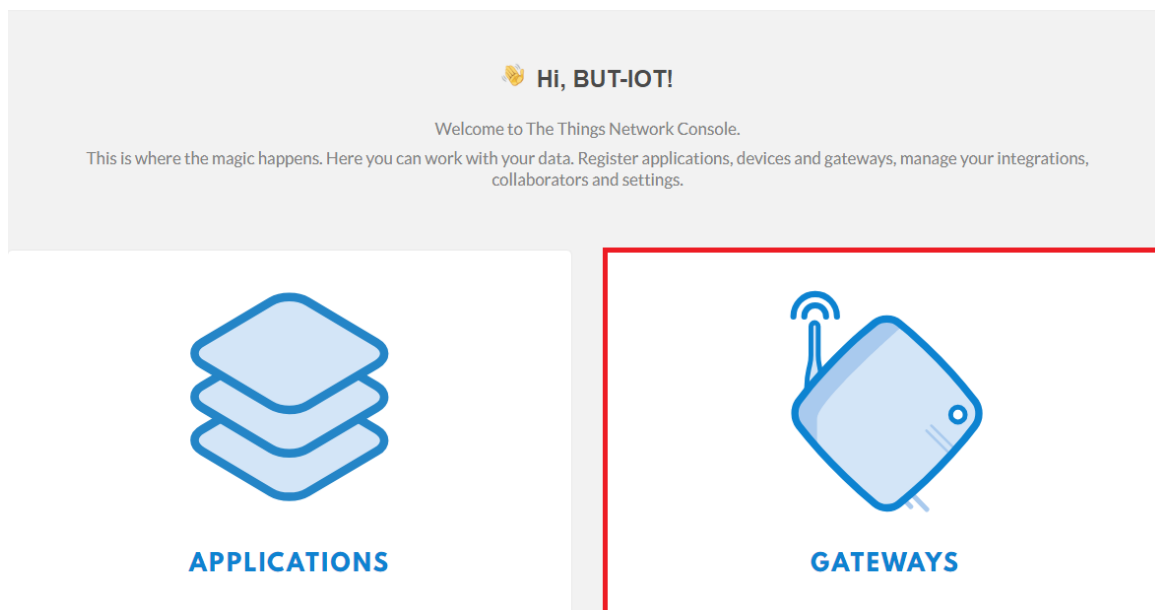 Hi, BUT-IOT!
Welcome to The Things Network Console.
This is where the magic happens. Here you can work with your data. Register applications, devices and gateways, manage your integrations,
collaborators and settings.
APPLICATIONS
GATEWAYS